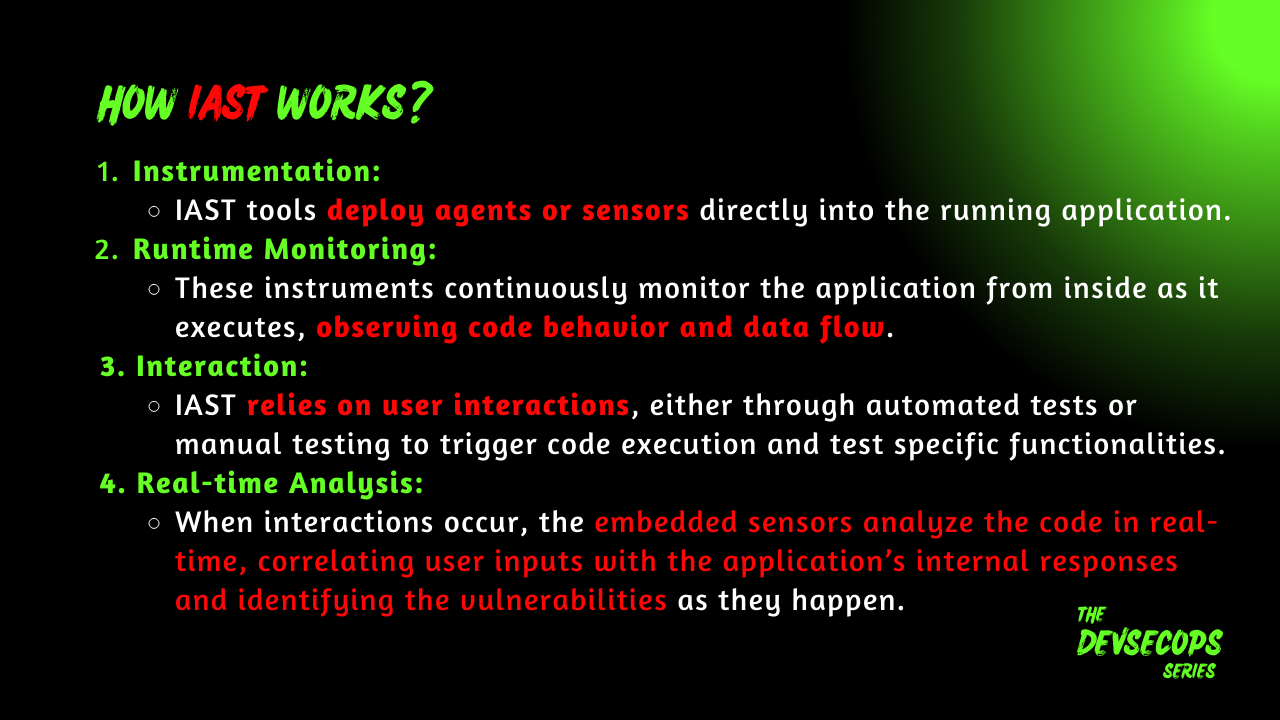 HOW IAST WORKS?
1. Instrumentation:
○ IAST tools deploy agents or sensors directly into the running application.
2. Runtime Monitoring:
○ These instruments continuously monitor the application from inside as it
executes, observing code behavior and data flow.
3. Interaction:
○ IAST relies on user interactions, either through automated tests or
manual testing to trigger code execution and test specific functionalities.
4. Real-time Analysis:
○ When interactions occur, the embedded sensors analyze the code in real-
time, correlating user inputs with the application’s internal responses
and identifying the vulnerabilities as they happen.
THE
DEVSECOPS
SERIES